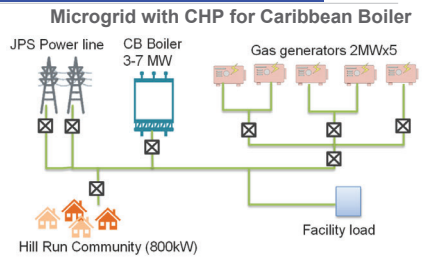 Microgrid with CHP for Caribbean Boiler
JPS Power line
CB Boiler
3-7 MW
Gas generators 2MWx5
Facility load
Hill Run Community (800kW)